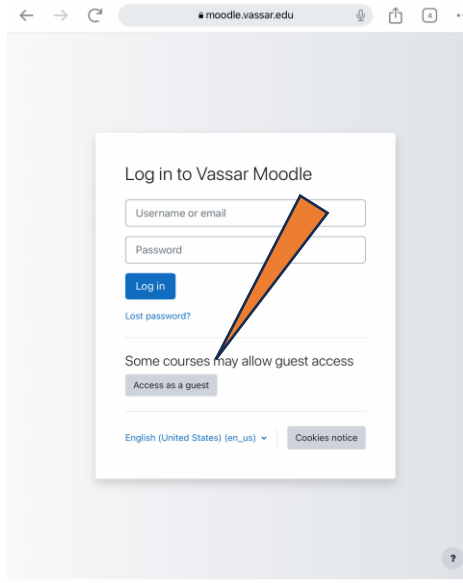 moodle.vassar.edu
4
Log in to Vassar Moodle
Username or email
Password
Log in
Lost password?
Some courses may allow guest access
Access as a guest
English (United States) (en_us)
Cookies notice
?